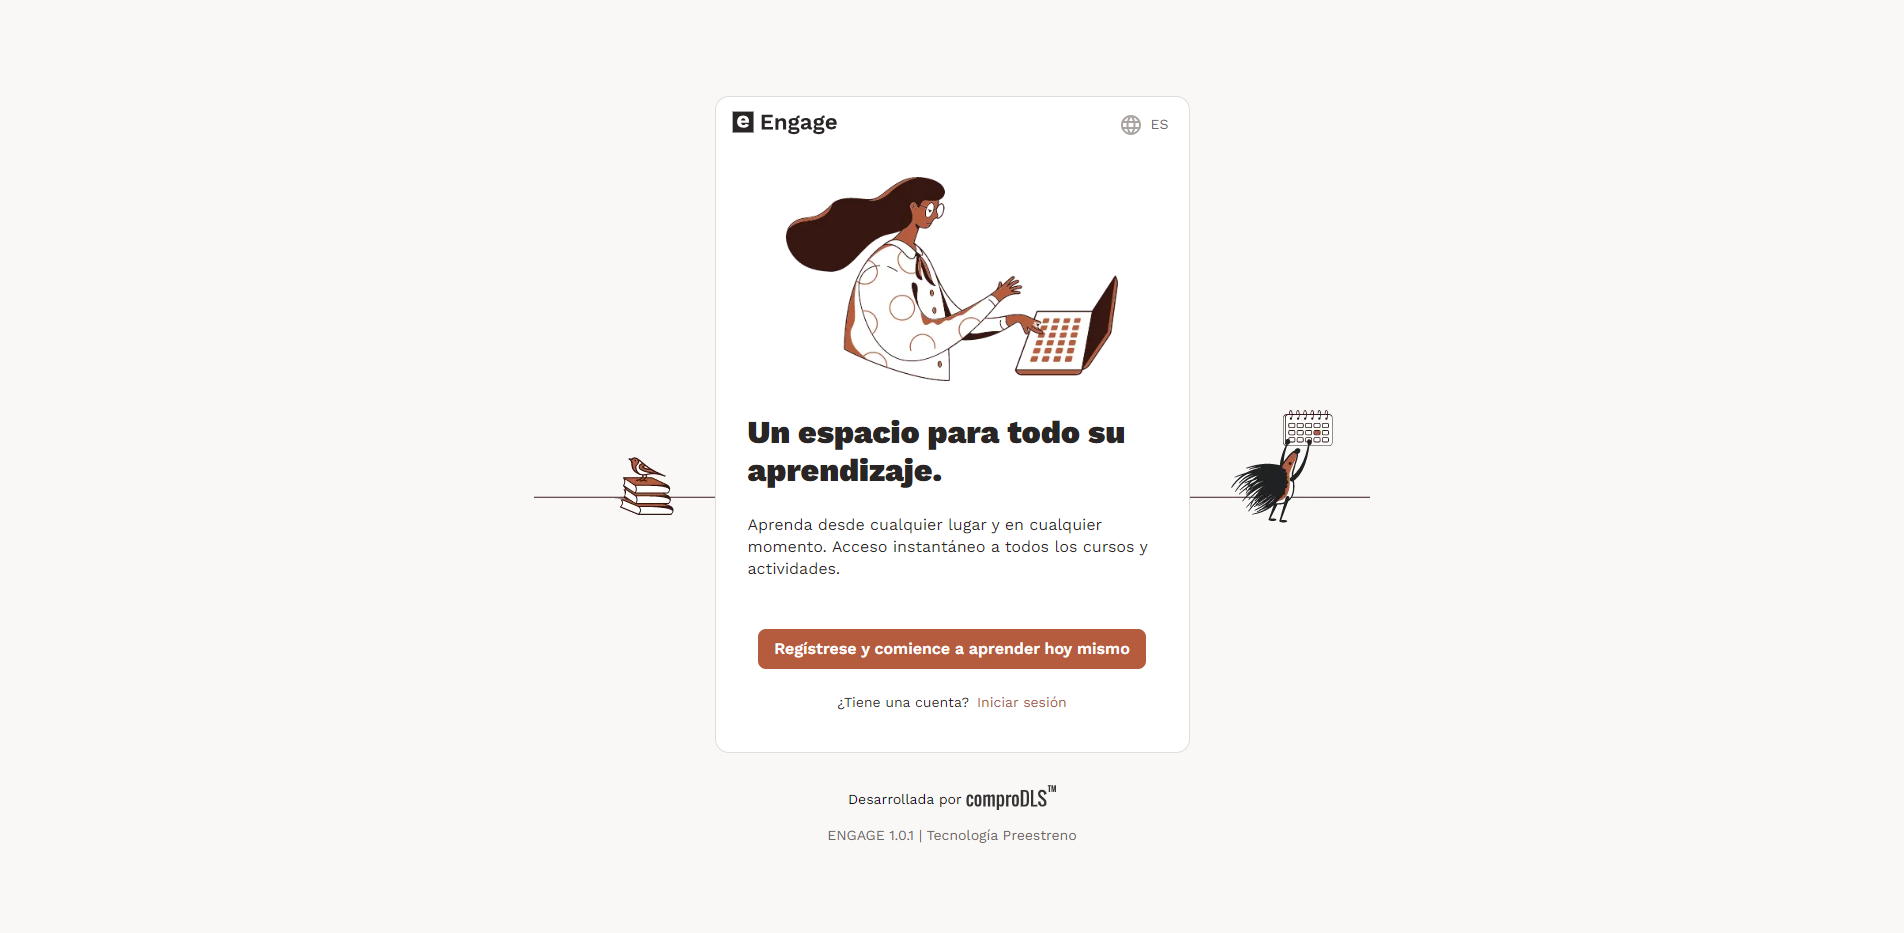 e Engage
ES
Un espacio para todo su
aprendizaje.
Aprenda desde cualquier lugar y en cualquier
momento. Acceso instantáneo a todos los cursos y
actividades.
Regístrese y comience a aprender hoy mismo
¿Tiene una cuenta? Iniciar sesión
Desarrollada por comproDLS™
ENGAGE 1.0.1 | Tecnología Preestreno